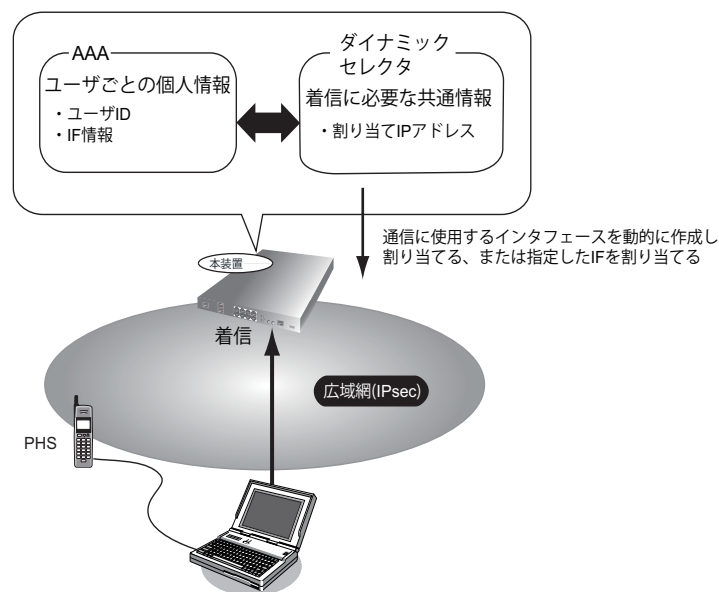 AAA
ユーザごとの個人情報
・ユーザID
・IF情報
ダイナミック
セレクタ
着信に必要な共通情報
・割り当てIPアドレス
通信に使用するインタフェースを動的に作成し
割り当てる、または指定したIFを割り当てる
本装置
着信
広域網(IPsec)
PHS